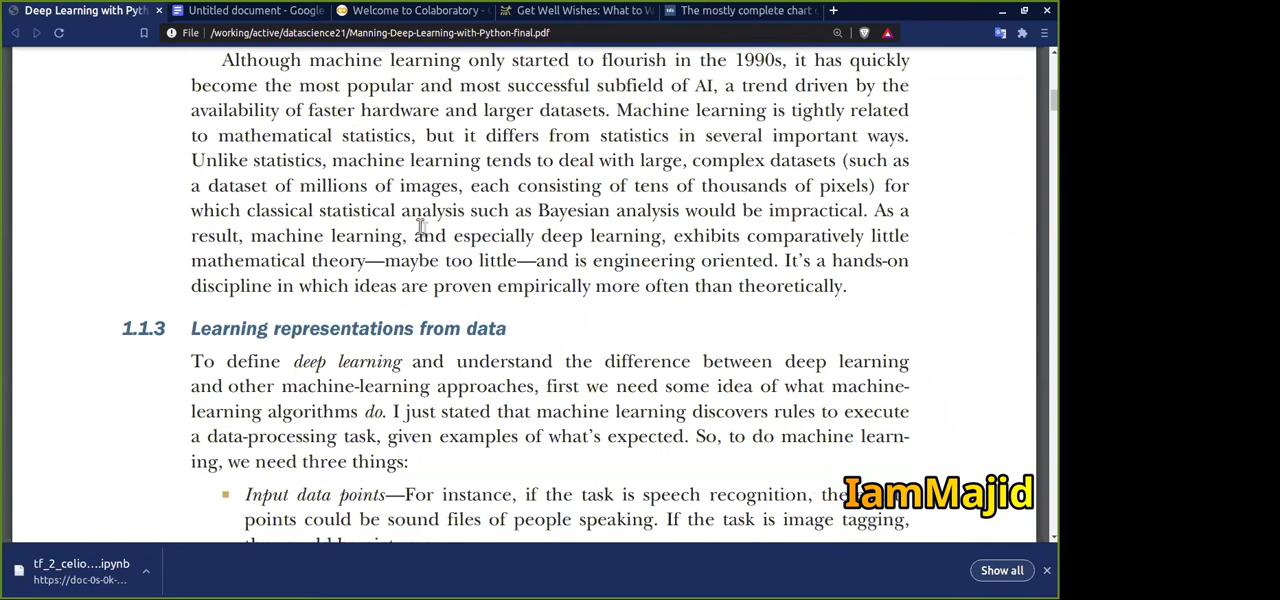 Deep Learning with Pyth
Untitled document - Google
Welcome to Colaboratory -
Get Well Wishes: What to W
The mostly complete chart
File /working/active/datascience21/Manning-Deep-Learning-with-Python-final.pdf
Although machine learning only started to flourish in the 1990s, it has quickly
become the most popular and most successful subfield of AI, a trend driven by the
availability of faster hardware and larger datasets. Machine learning is tightly related
to mathematical statistics, but it differs from statistics in several important ways.
Unlike statistics, machine learning tends to deal with large, complex datasets (such as
a dataset of millions of images, each consisting of tens of thousands of pixels) for
which classical statistical analysis such as Bayesian analysis would be impractical. As a
result, machine learning, and especially deep learning, exhibits comparatively little
mathematical theory—maybe too little—and is engineering oriented. It's a hands-on
discipline in which ideas are proven empirically more often than theoretically.
1.1.3 Learning representations from data
To define deep learning and understand the difference between deep learning
and other machine-learning approaches, first we need some idea of what machine-
learning algorithms do. I just stated that machine learning discovers rules to execute
a data-processing task, given examples of what's expected. So, to do machine learn-
ing, we need three things:
Input data points—For instance, if the task is speech recognition, the
points could be sound files of people speaking. If the task is image tagging,
IamMajid
tf_2_celio....ipynb
https://doc-0s-0k-...
Show all